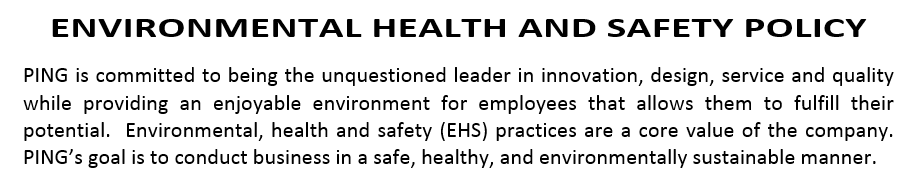 ENVIRONMENTAL HEALTH AND SAFETY POLICY
PING is committed to being the unquestioned leader in innovation, design, service and quality
while providing an enjoyable environment for employees that allows them to fulfill their
potential.  Environmental, health and safety (EHS) practices are a core value of the company.
PING’s goal is to conduct business in a safe, healthy, and environmentally sustainable manner.